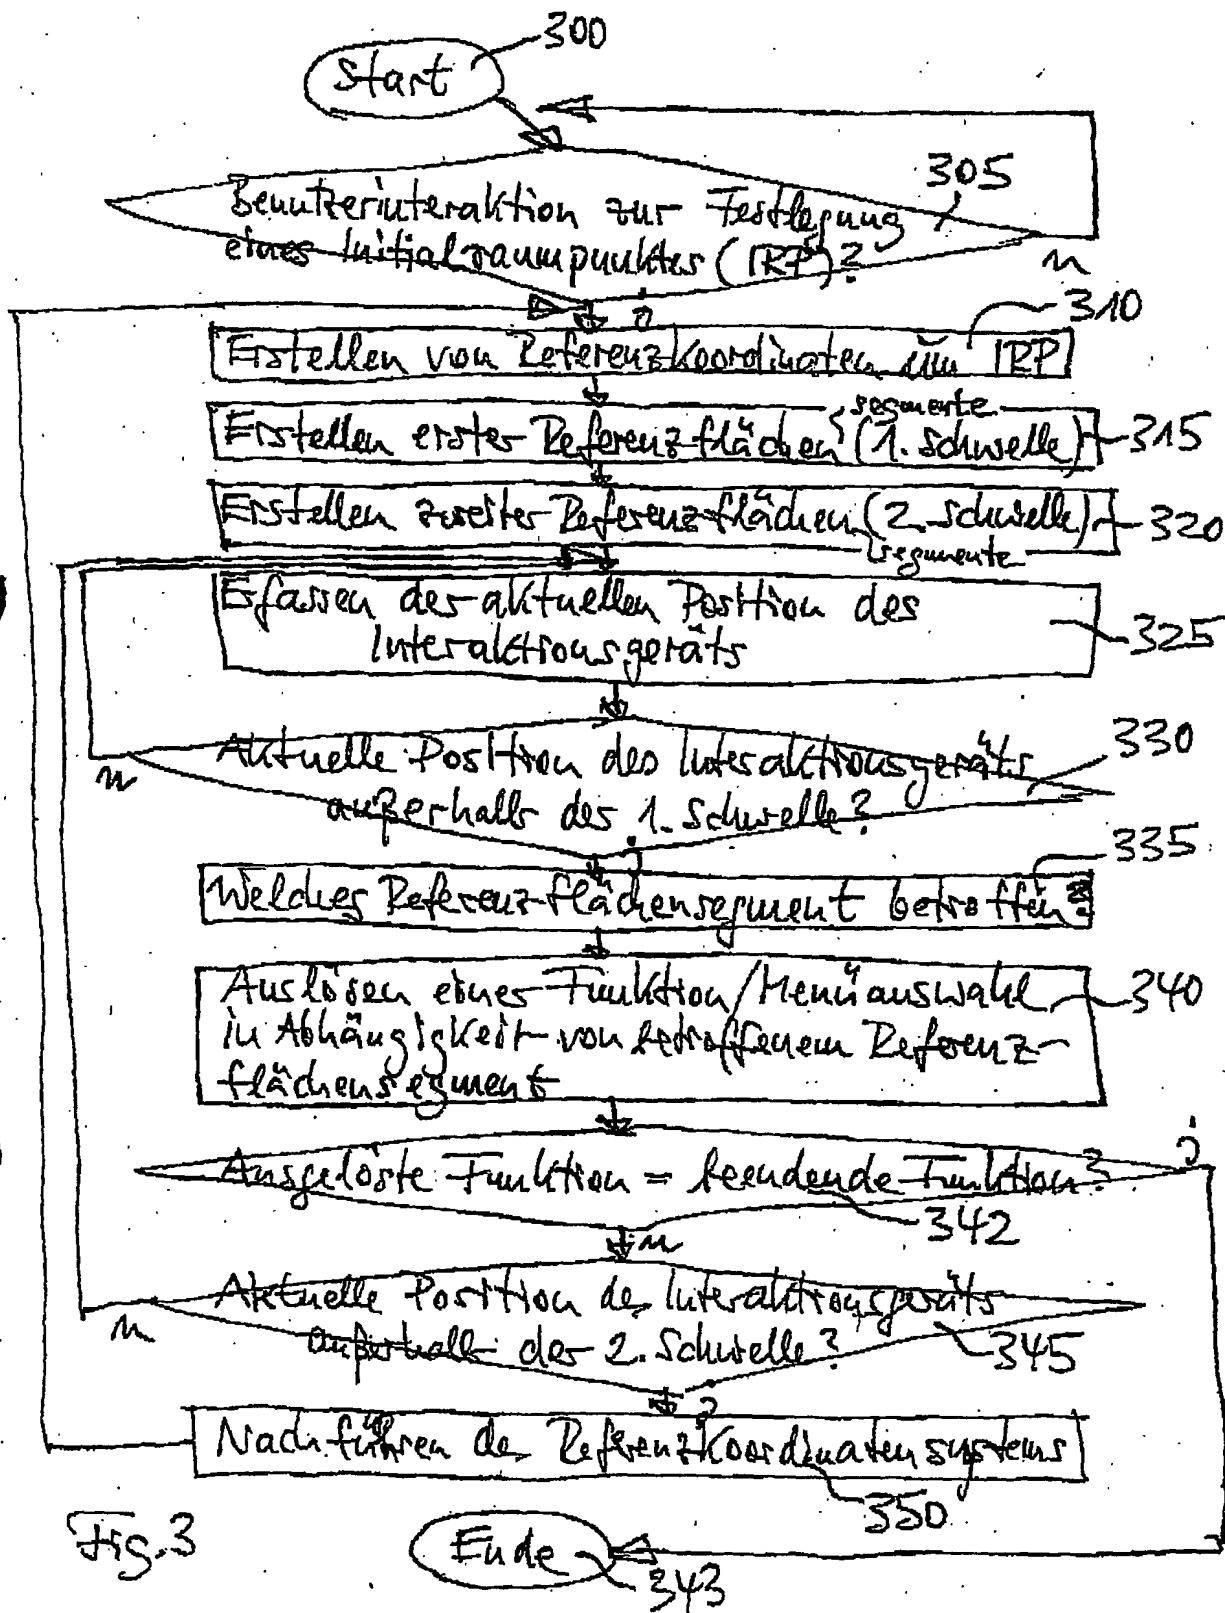 300
Start
305
Benutzerinteraktion zur Festlegung
eines Initialraumpunktes (IRP)?
n
j
310
Erstellen von Referenzkoordinaten um IRP
segmente
Erstellen erster Referenzflächen (1. Schwelle)
315
Erstellen zweiter Referenzflächen (2. Schwelle)
320
segmente
Erfassen der aktuellen Position des
Interaktionsgeräts
325
Aktuelle Position des Interaktionsgeräts
330
n
außerhalb der 1. Schwelle?
j
335
Welches Referenzflächensegment betroffen?
Auslösen einer Funktion/Menüauswahl
340
in Abhängigkeit von betroffenem Referenz-
flächensegment
j
Ausgelöste Funktion = beendende Funktion?
342
n
Aktuelle Position des Interaktionsgeräts
n
außerhalb der 2. Schwelle?
345
j
Nachführen des Referenzkoordinatensystems
350
Fig. 3
Ende
343